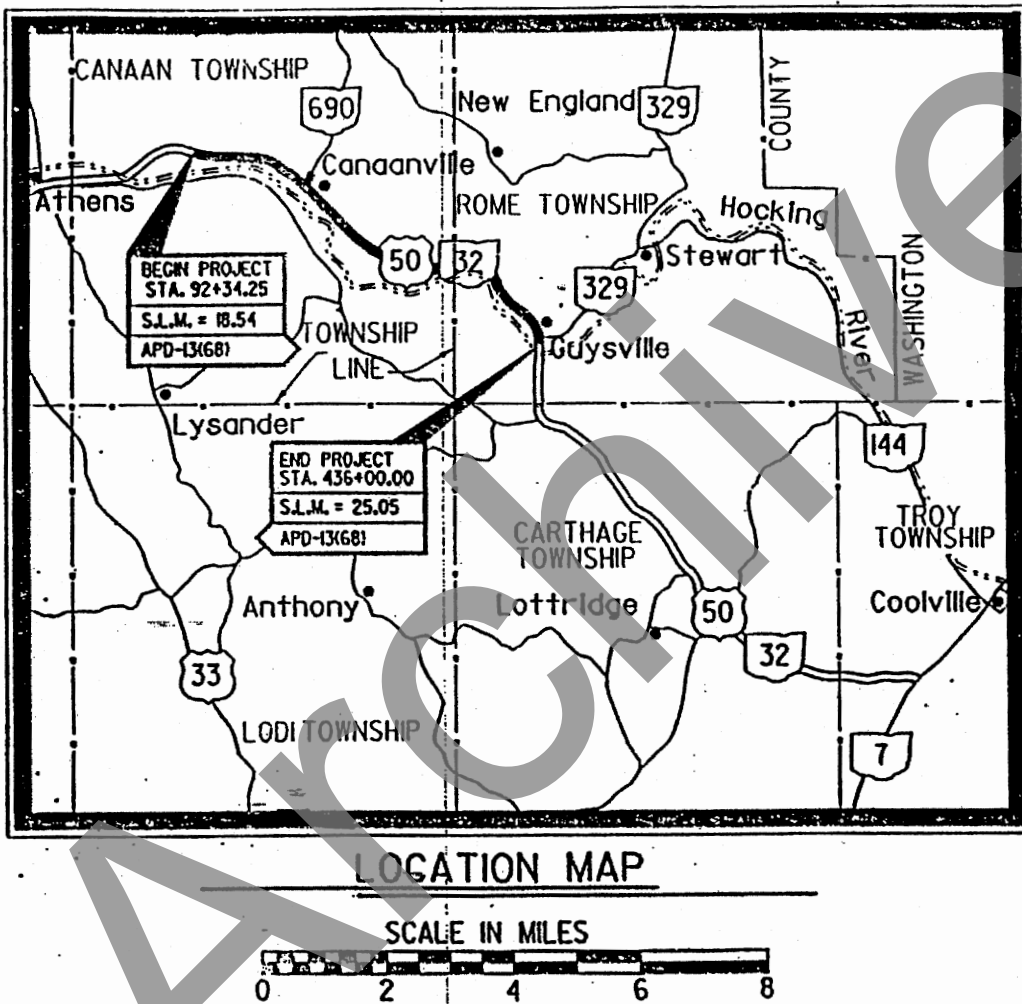 CANAAN TOWNSHIP
690
New England
329
COUNTY
Canaanville
Athens
ROME TOWNSHIP
Hocking
50
32
Stewart
329
River
WASHINGTON
BEGIN PROJECT
STA. 92+34.25
S.L.M. = 18.54
APD-13(68)
TOWNSHIP
LINE
Guysville
Lysander
END PROJECT
STA. 436+00.00
S.L.M. = 25.05
APD-13(68)
144
CARTHAGE
TOWNSHIP
TROY
TOWNSHIP
Anthony
Lottridge
50
Coolville
33
32
LODI TOWNSHIP
7
LOCATION MAP
SCALE IN MILES
0 2 4 6 8
Archive